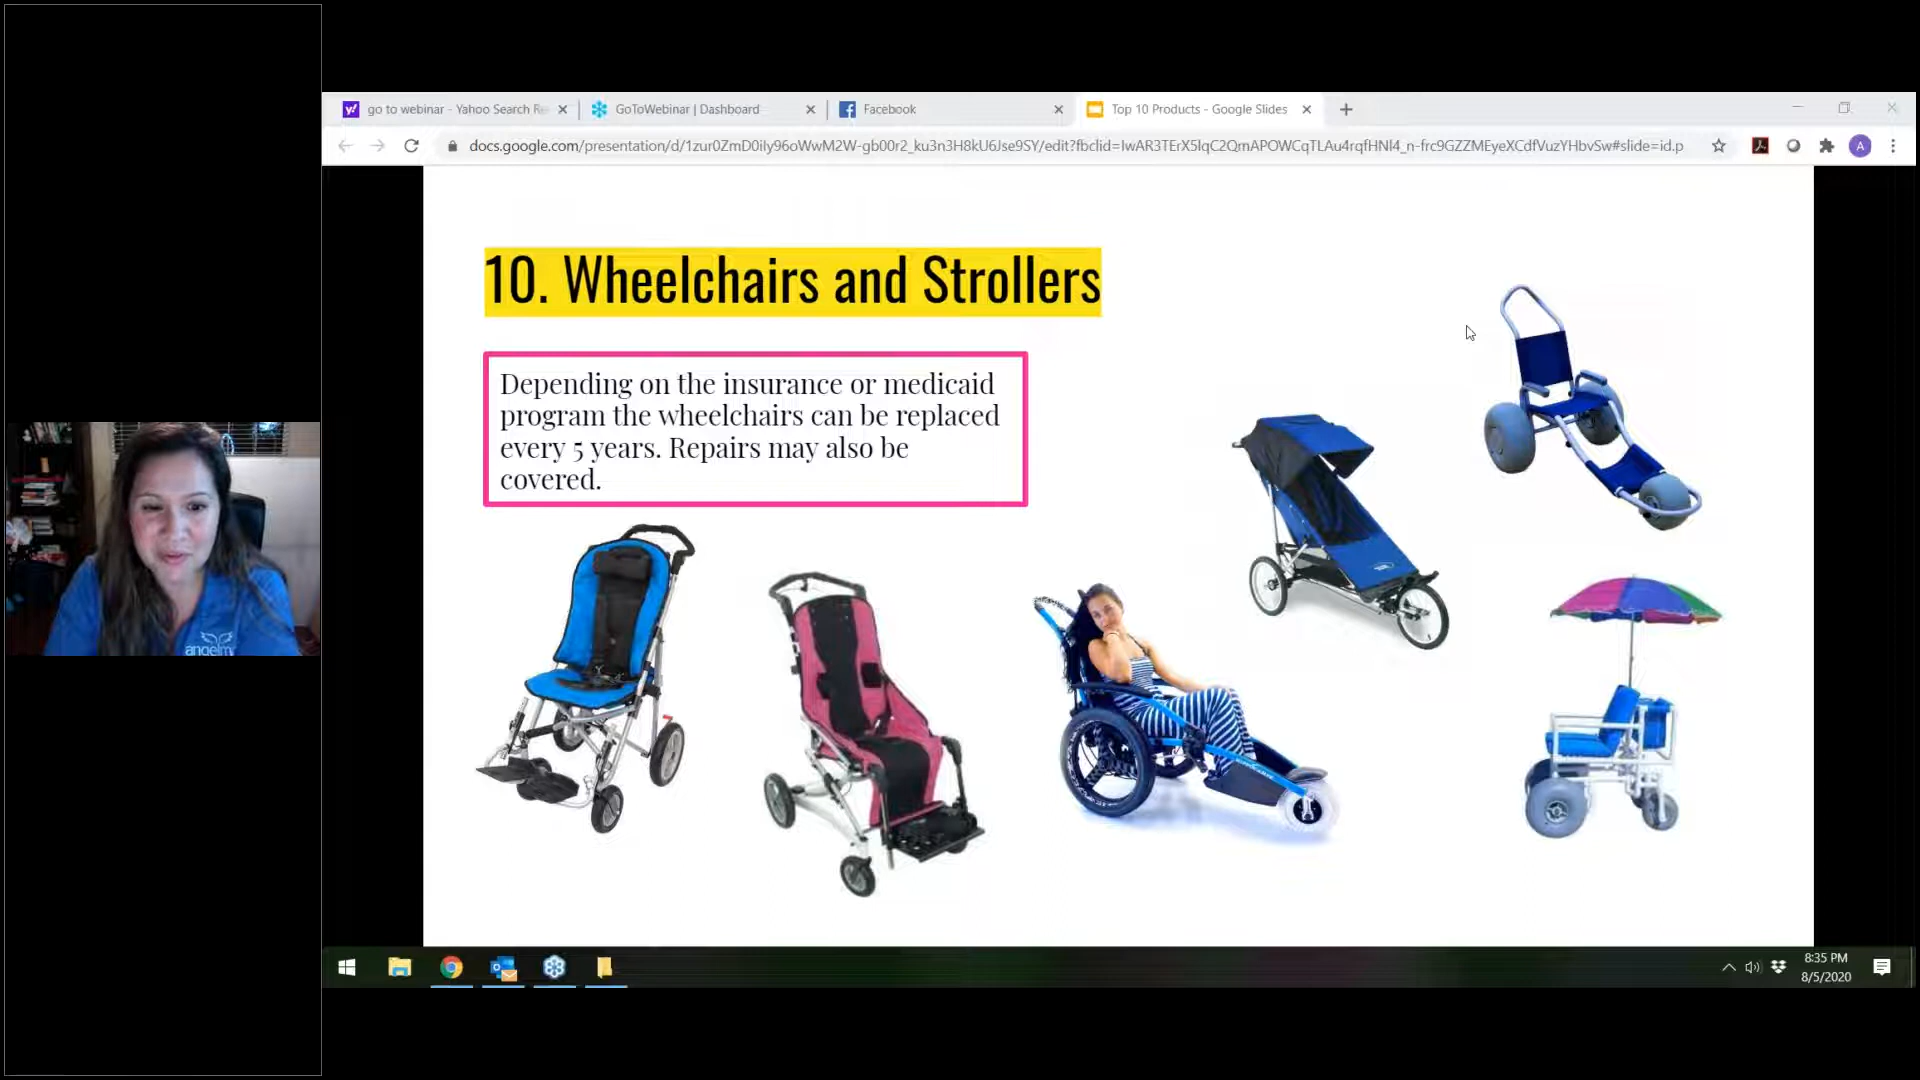 go to webinar - Yahoo Search Re
GoToWebinar | Dashboard
Facebook
Top 10 Products - Google Slides
docs.google.com/presentation/d/1zur0ZmD0ily96oWwM2W-gb00r2_ku3n3H8kU6Jse9SY/edit?fbclid=IwAR3TErX5lqC2QmAPOWCqTLAu4rqfHNl4_n-frc9GZZMEyeXCdfVuzYHbvSw#slide=id.p
A
10. Wheelchairs and Strollers
Depending on the insurance or medicaid
program the wheelchairs can be replaced
every 5 years. Repairs may also be
covered.
angelm
8:35 PM
8/5/2020